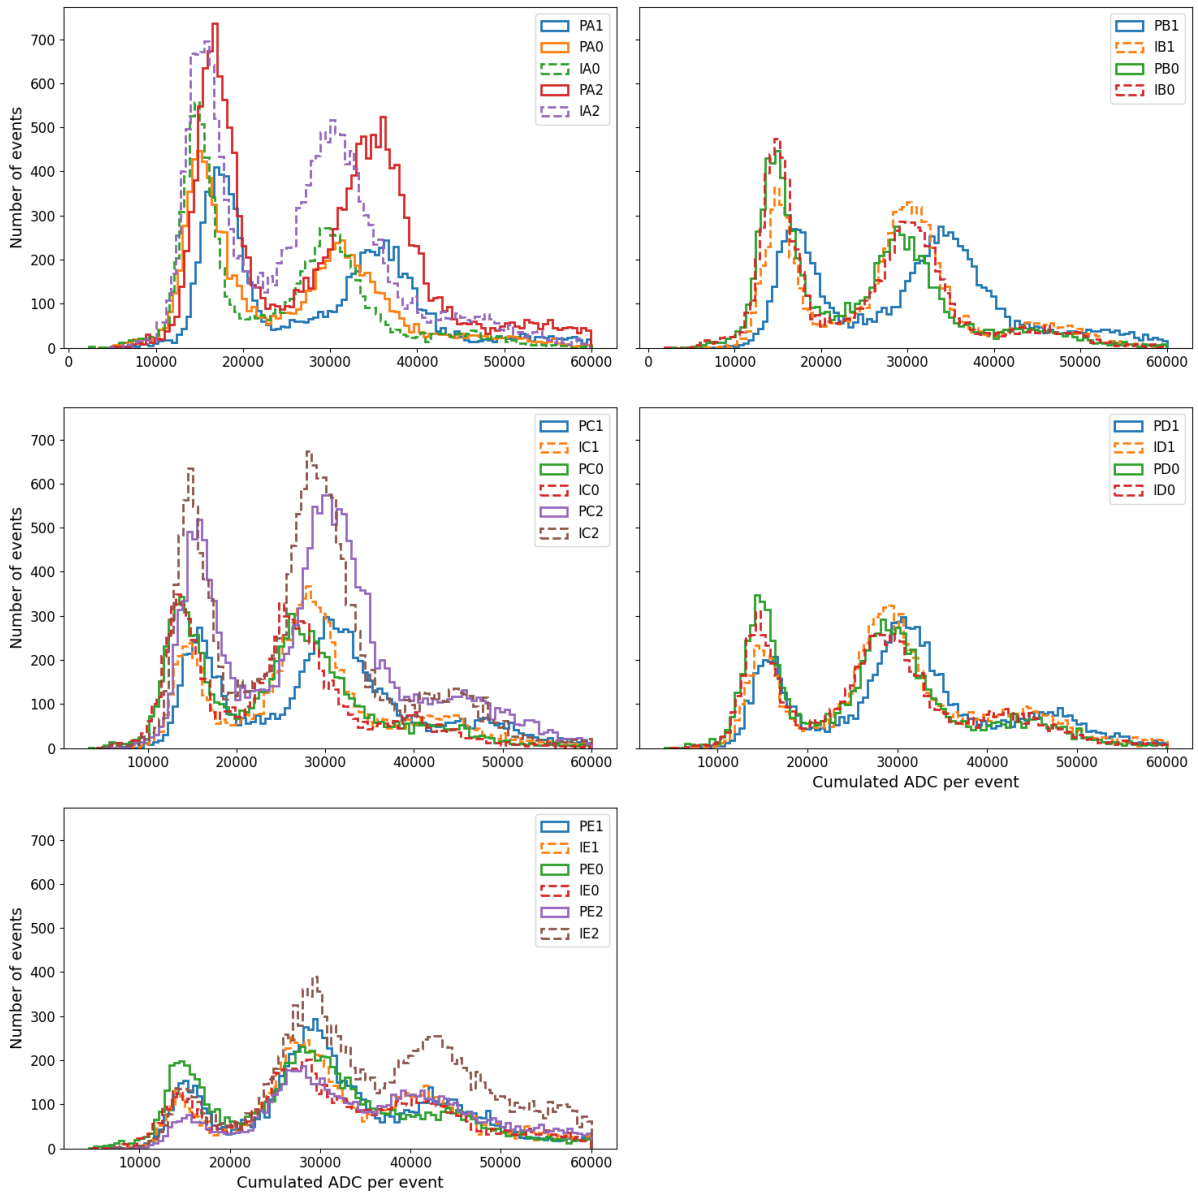 700
600
500
400
300
200
100
0
Number of events
0 10000 20000 30000 40000 50000 60000
PA1
PA0
IA0
PA2
IA2
0 10000 20000 30000 40000 50000 60000
PB1
IB1
PB0
IB0
700
600
500
400
300
200
100
0
Number of events
10000 20000 30000 40000 50000 60000
PC1
IC1
PC0
IC0
PC2
IC2
10000 20000 30000 40000 50000 60000
Cumulated ADC per event
PD1
ID1
PD0
ID0
700
600
500
400
300
200
100
0
Number of events
10000 20000 30000 40000 50000 60000
Cumulated ADC per event
PE1
IE1
PE0
IE0
PE2
IE2